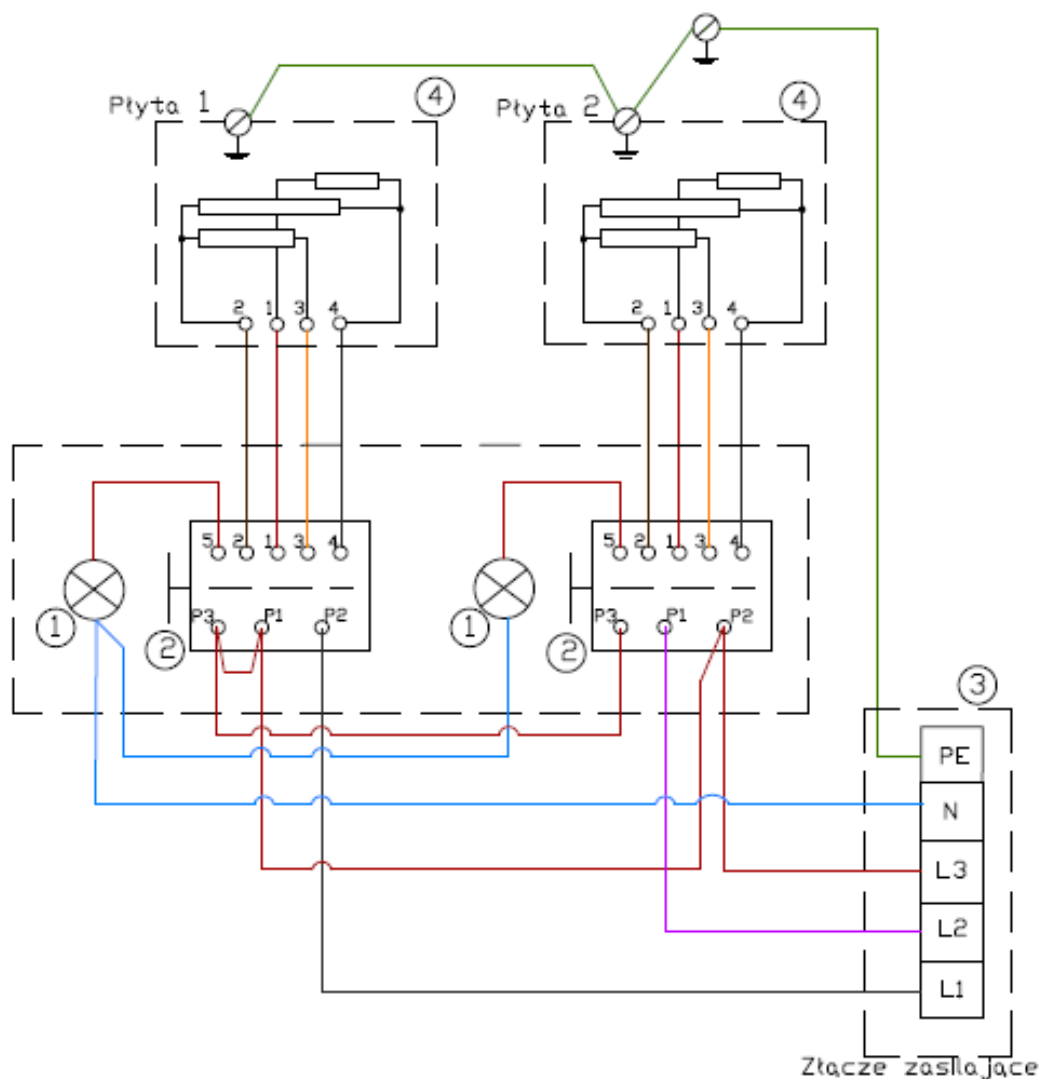 Płyta 1
4
Płyta 2
4
2 1 3 4
2 1 3 4
5 2 1 3 4
5 2 1 3 4
1
2
P3 P1 P2
1
2
P3 P1 P2
3
PE
N
L3
L2
L1
Złącze zasilające